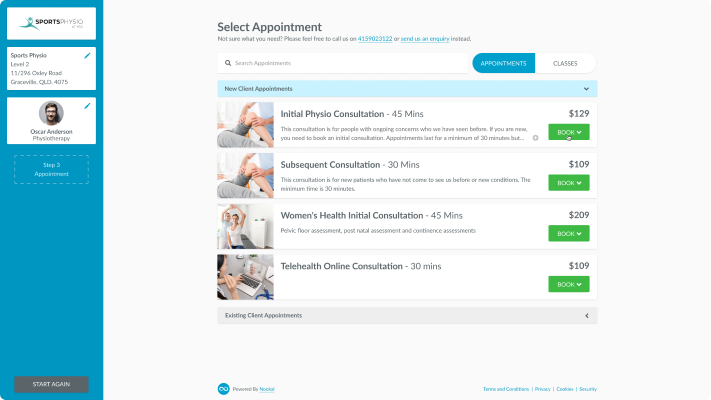 SPORTSPHYSIO
Sports Physio
Level 2
11/296 Oxley Road
Graceville, QLD. 4075
Oscar Anderson
Physiotherapy
Step 3
Appointment
START AGAIN
Select Appointment
Not sure what you need? Please feel free to call us on 4159023122 or send us an enquiry instead.
Search Appointments
APPOINTMENTS
CLASSES
New Client Appointments
Initial Physio Consultation - 45 Mins
$129
This consultation is for people with ongoing concerns who we have seen before. If you are new,
you need to book an initial consultation. Appointments last for a minimum of 30 minutes but...
BOOK
Subsequent Consultation - 30 Mins
$109
This consultation is for new patients who have not come to see us before or new conditions. The
minimum time is 30 minutes.
BOOK
Women's Health Initial Consultation - 45 Mins
$209
Pelvic floor assessment, post natal assessment and continence assessments
BOOK
Telehealth Online Consultation - 30 mins
$109
BOOK
Existing Client Appointments
Powered By Nookal
Terms and Conditions | Privacy | Cookies | Security